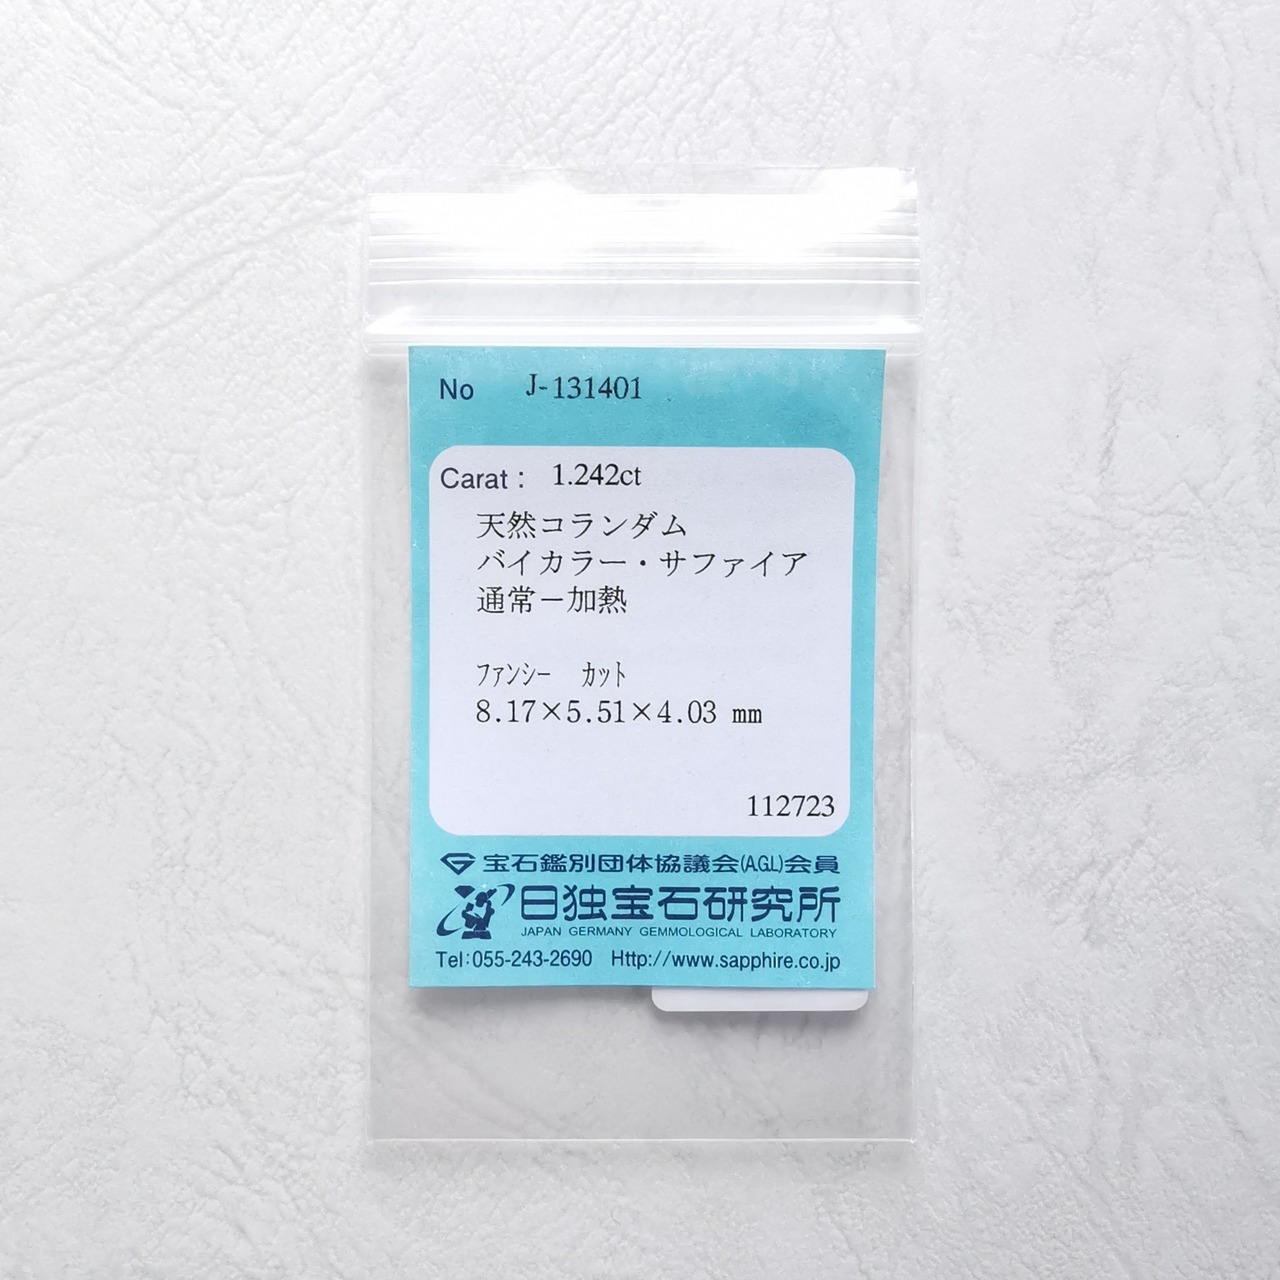 No J-131401
Carat : 1.242ct
天然コランダム
バイカラー・サファイア
通常－加熱
ﾌｧﾝｼｰ ｶｯﾄ
8.17×5.51×4.03 mm
112723
宝石鑑別団体協議会(AGL)会員
日独宝石研究所
JAPAN GERMANY GEMMOLOGICAL LABORATORY
Tel:055-243-2690 Http://www.sapphire.co.jp